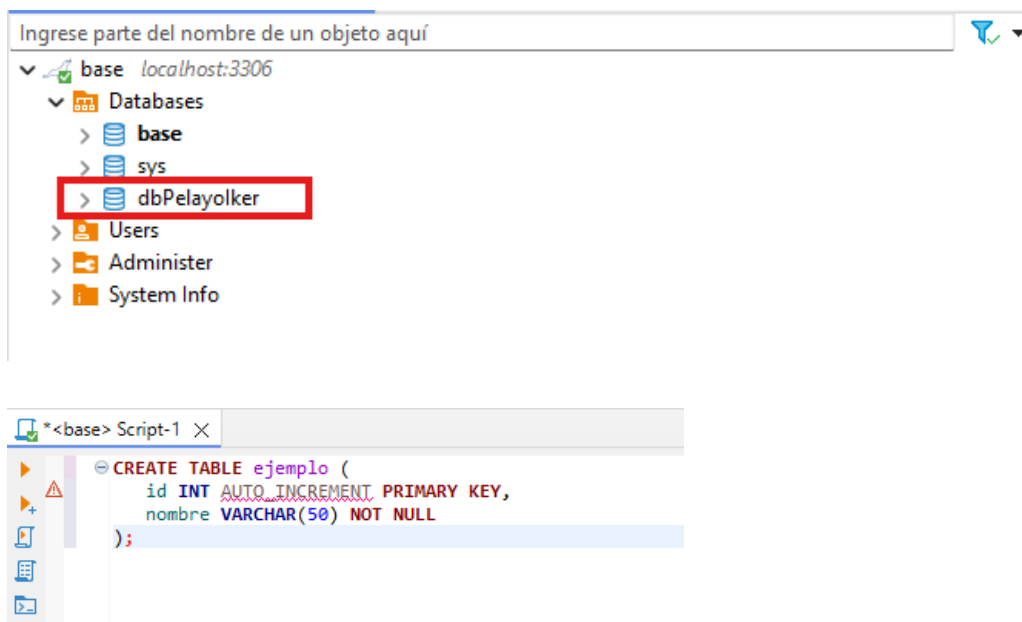 Ingrese parte del nombre de un objeto aquí
base localhost:3306
Databases
base
sys
dbPelayolker
Users
Administer
System Info
*<base> Script-1
CREATE TABLE ejemplo (
id INT AUTO_INCREMENT PRIMARY KEY,
nombre VARCHAR(50) NOT NULL
);